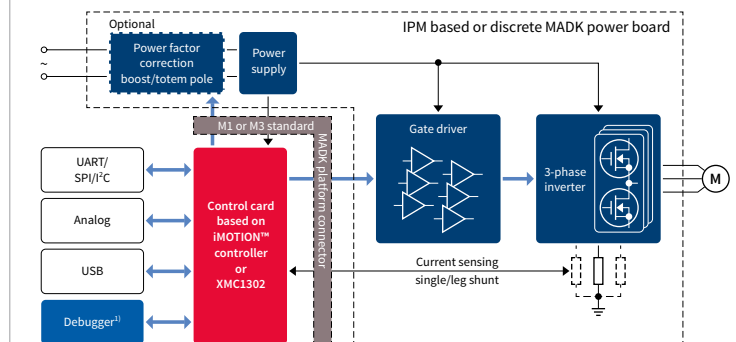 Optional
IPM based or discrete MADK power board
~
Power factor
correction
boost/totem pole
Power
supply
M1 or M3 standard
MADK platform connector
Gate driver
3-phase
inverter
M
UART/
SPI/I²C
Analog
USB
Debugger¹⁾
Control card
based on
iMOTION™
controller
or
XMC1302
Current sensing
single/leg shunt